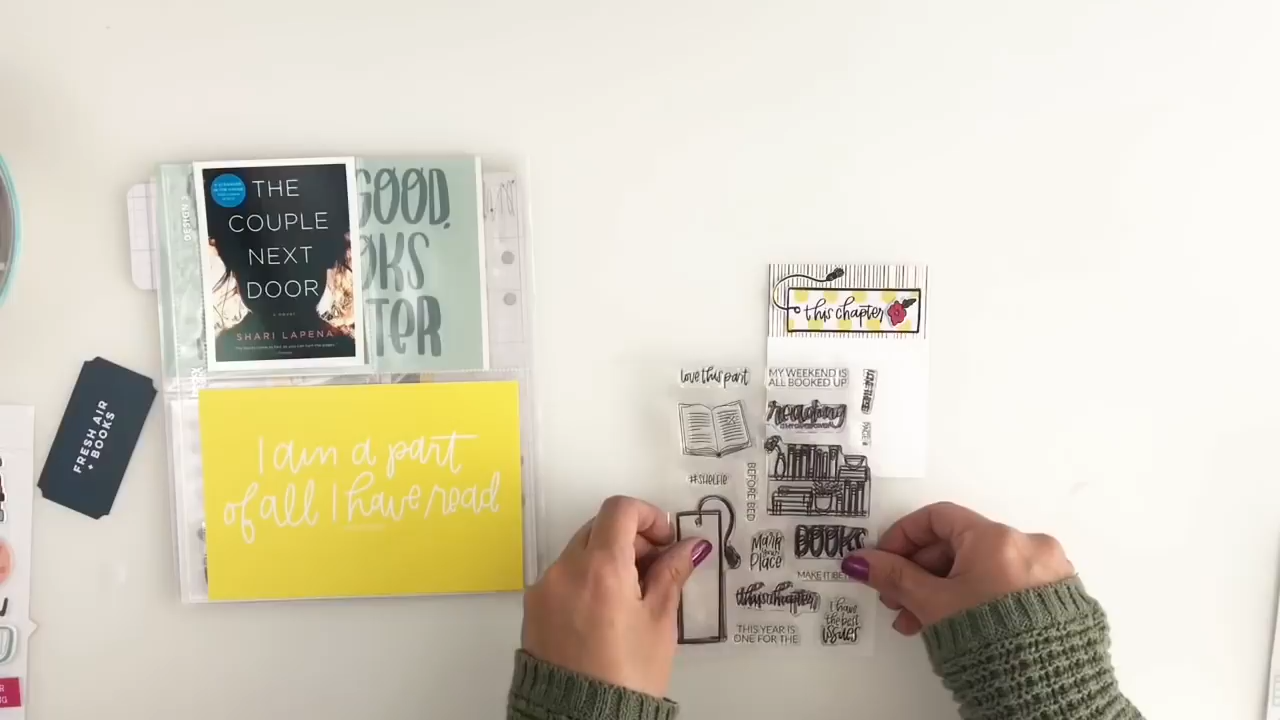 THE
COUPLE
NEXT
DOOR
a novel
SHARI LAPENA
GOOD,
OKS
TER
DESIGN
FRESH AIR
+ BOOKS
I am a part
of all I have read
this chapter
love this part
MY WEEKEND IS
ALL BOOKED UP
reading
#SHELFIE
BEFORE BED
Mark
your
Place
BOOKS
MAKE IT BE
this chapter
THIS YEAR IS
ONE FOR THE
I have
the best
issues